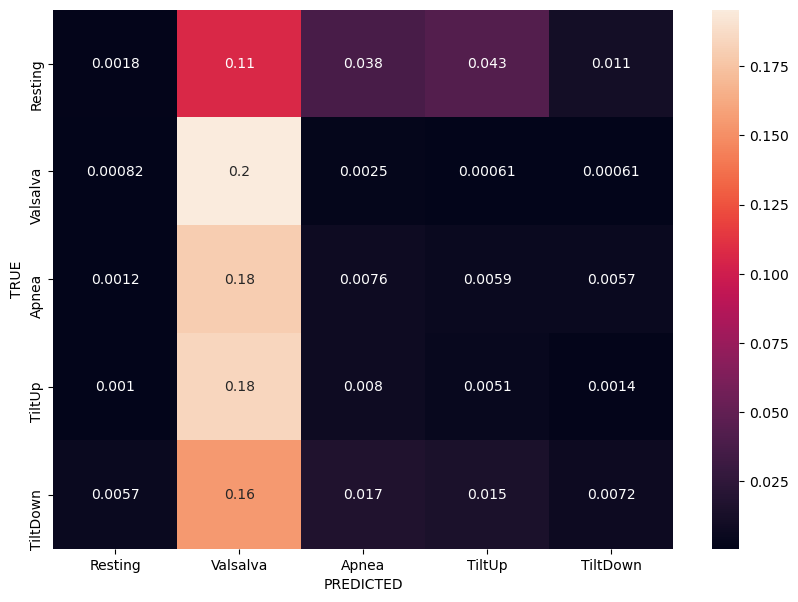 Resting 0.0018 0.11 0.038 0.043 0.011
Valsalva 0.00082 0.2 0.0025 0.00061 0.00061
Apnea 0.0012 0.18 0.0076 0.0059 0.0057
TiltUp 0.001 0.18 0.008 0.0051 0.0014
TiltDown 0.0057 0.16 0.017 0.015 0.0072
TRUE
Resting Valsalva Apnea TiltUp TiltDown
PREDICTED
0.175
0.150
0.125
0.100
0.075
0.050
0.025